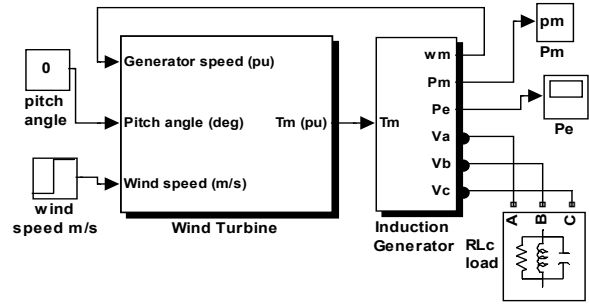 0
pitch
angle
wind
speed m/s
Generator speed (pu)
Pitch angle (deg)
Wind speed (m/s)
Tm (pu)
Wind Turbine
Tm
wm
Pm
Pe
Va
Vb
Vc
Induction
Generator
pm
Pm
Pe
A
B
C
RLc
load